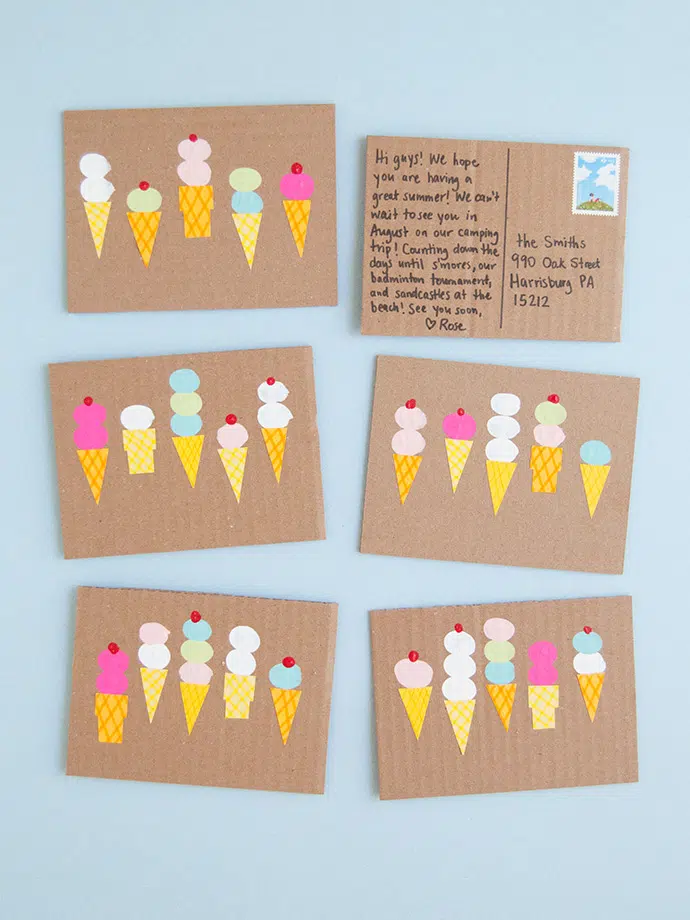 Hi guys! We hope
you are having a
great summer! We can't
wait to see you in
August on our camping
trip! Counting down the
days until s'mores, our
badminton tournament,
and sandcastles at the
beach! See you soon,
♡ Rose
the Smiths
990 Oak Street
Harrisburg PA
15212